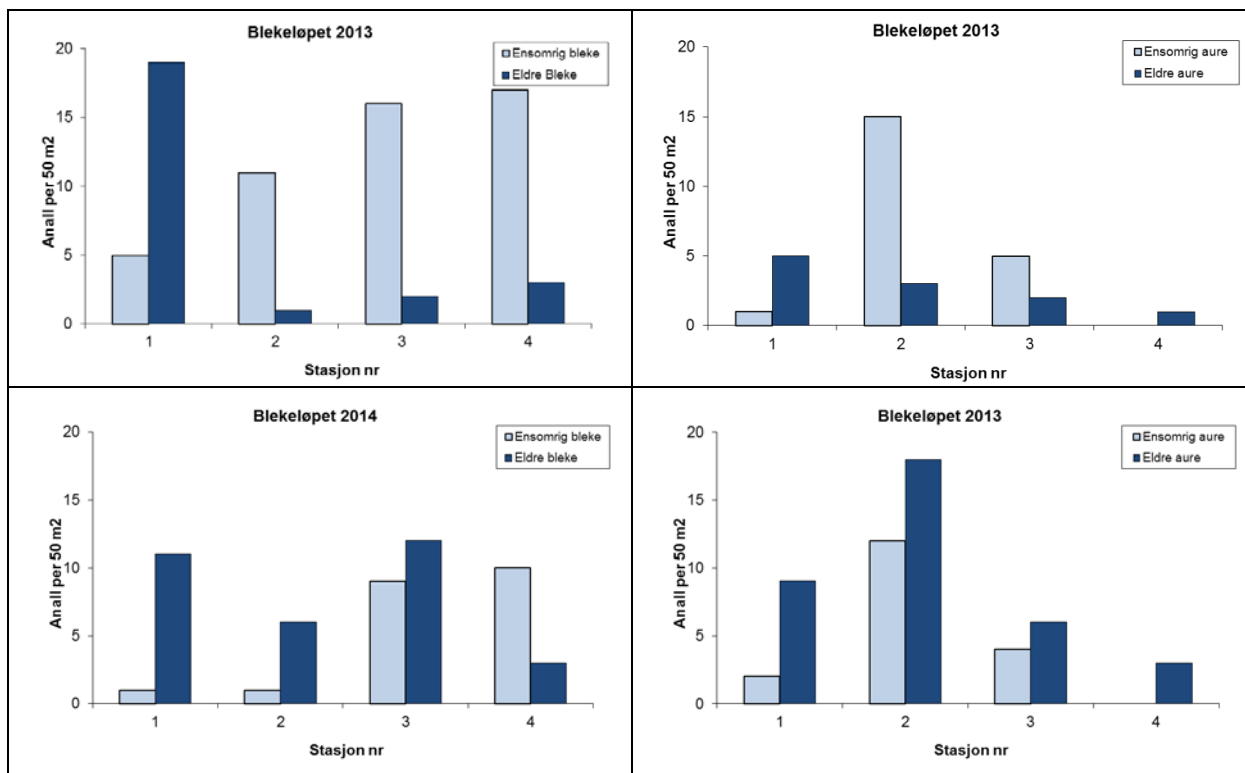 Blekeløpet 2013
Ensomrig bleke
Eldre Bleke
Anall per 50 m2
20
15
10
5
0
1 2 3 4
Stasjon nr
Blekeløpet 2013
Ensomrig aure
Eldre aure
Anall per 50 m2
20
15
10
5
0
1 2 3 4
Stasjon nr
Blekeløpet 2014
Ensomrig bleke
Eldre bleke
Anall per 50 m2
20
15
10
5
0
1 2 3 4
Stasjon nr
Blekeløpet 2013
Ensomrig aure
Eldre aure
Anall per 50 m2
20
15
10
5
0
1 2 3 4
Stasjon nr